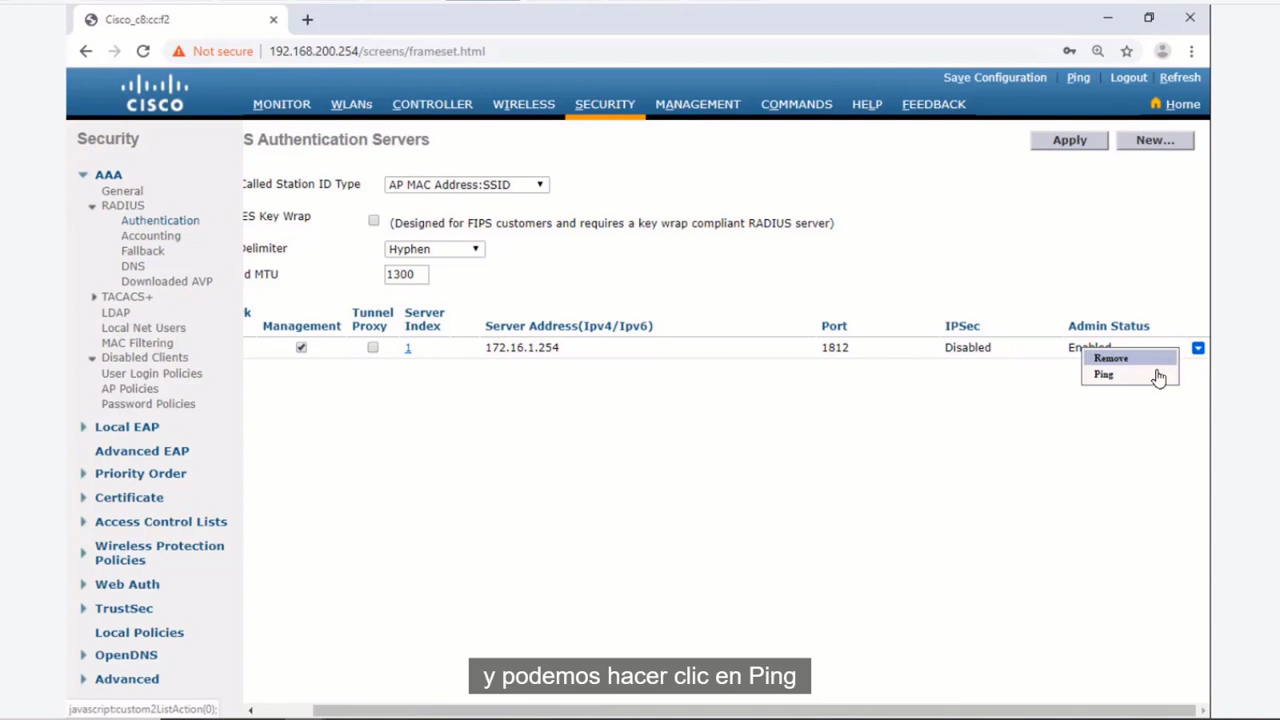 Cisco_c8:cc:f2
Not secure
192.168.200.254/screens/frameset.html
Save Configuration Ping Logout Refresh
CISCO
MONITOR WLANs CONTROLLER WIRELESS SECURITY MANAGEMENT COMMANDS HELP FEEDBACK
Home
Security
S Authentication Servers
Apply
New...
AAA
General
RADIUS
Authentication
Accounting
Fallback
DNS
Downloaded AVP
TACACS+
LDAP
Local Net Users
MAC Filtering
Disabled Clients
User Login Policies
AP Policies
Password Policies
Local EAP
Advanced EAP
Priority Order
Certificate
Access Control Lists
Wireless Protection
Policies
Web Auth
TrustSec
Local Policies
OpenDNS
Advanced
Called Station ID Type AP MAC Address:SSID
ES Key Wrap (Designed for FIPS customers and requires a key wrap compliant RADIUS server)
Delimiter Hyphen
d MTU 1300
k Management Tunnel Proxy Server Index Server Address(Ipv4/Ipv6) Port IPSec Admin Status
1 172.16.1.254 1812 Disabled Enabled
Remove
Ping
y podemos hacer clic en Ping
javascript:custom2ListAction(0);